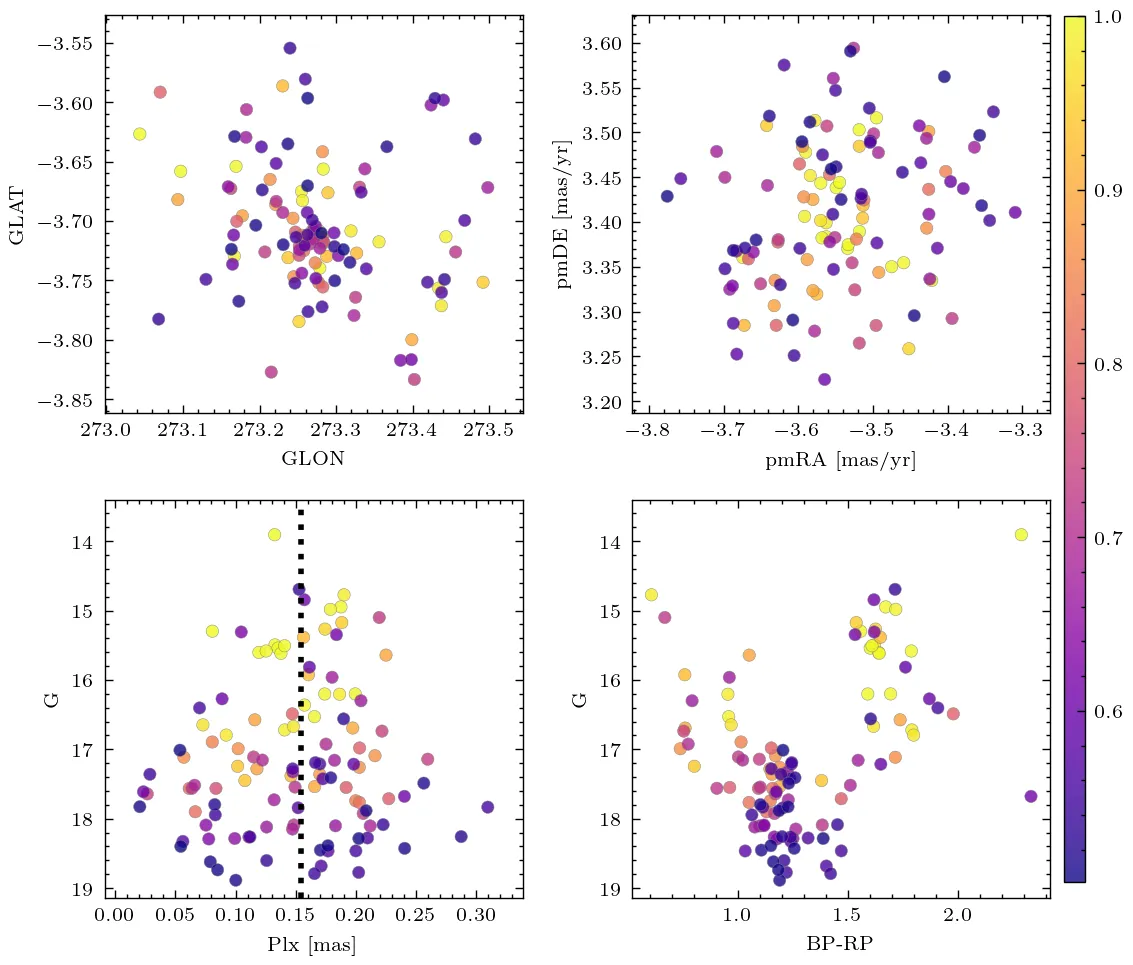 −3.55
−3.60
−3.65
−3.70
−3.75
−3.80
−3.85
GLAT
273.0 273.1 273.2 273.3 273.4 273.5
GLON
3.60
3.55
3.50
3.45
3.40
3.35
3.30
3.25
3.20
pmDE [mas/yr]
−3.8 −3.7 −3.6 −3.5 −3.4 −3.3
pmRA [mas/yr]
14
15
16
17
18
19
G
0.00 0.05 0.10 0.15 0.20 0.25 0.30
Plx [mas]
14
15
16
17
18
19
G
1.0 1.5 2.0
BP-RP
1.0
0.9
0.8
0.7
0.6